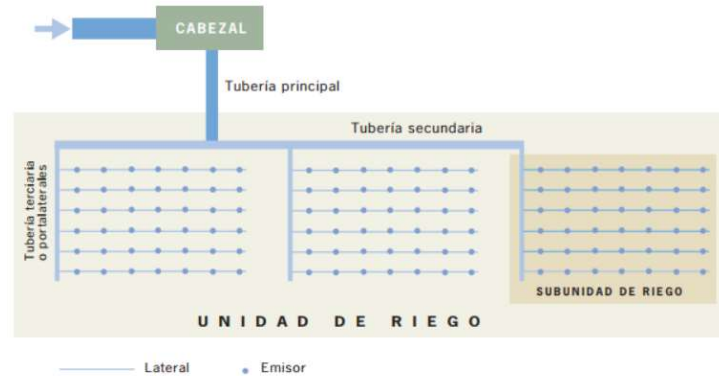 CABEZAL
Tubería principal
Tubería secundaria
Tubería terciaria
o portalaterales
SUBUNIDAD DE RIEGO
UNIDAD DE RIEGO
Lateral
Emisor